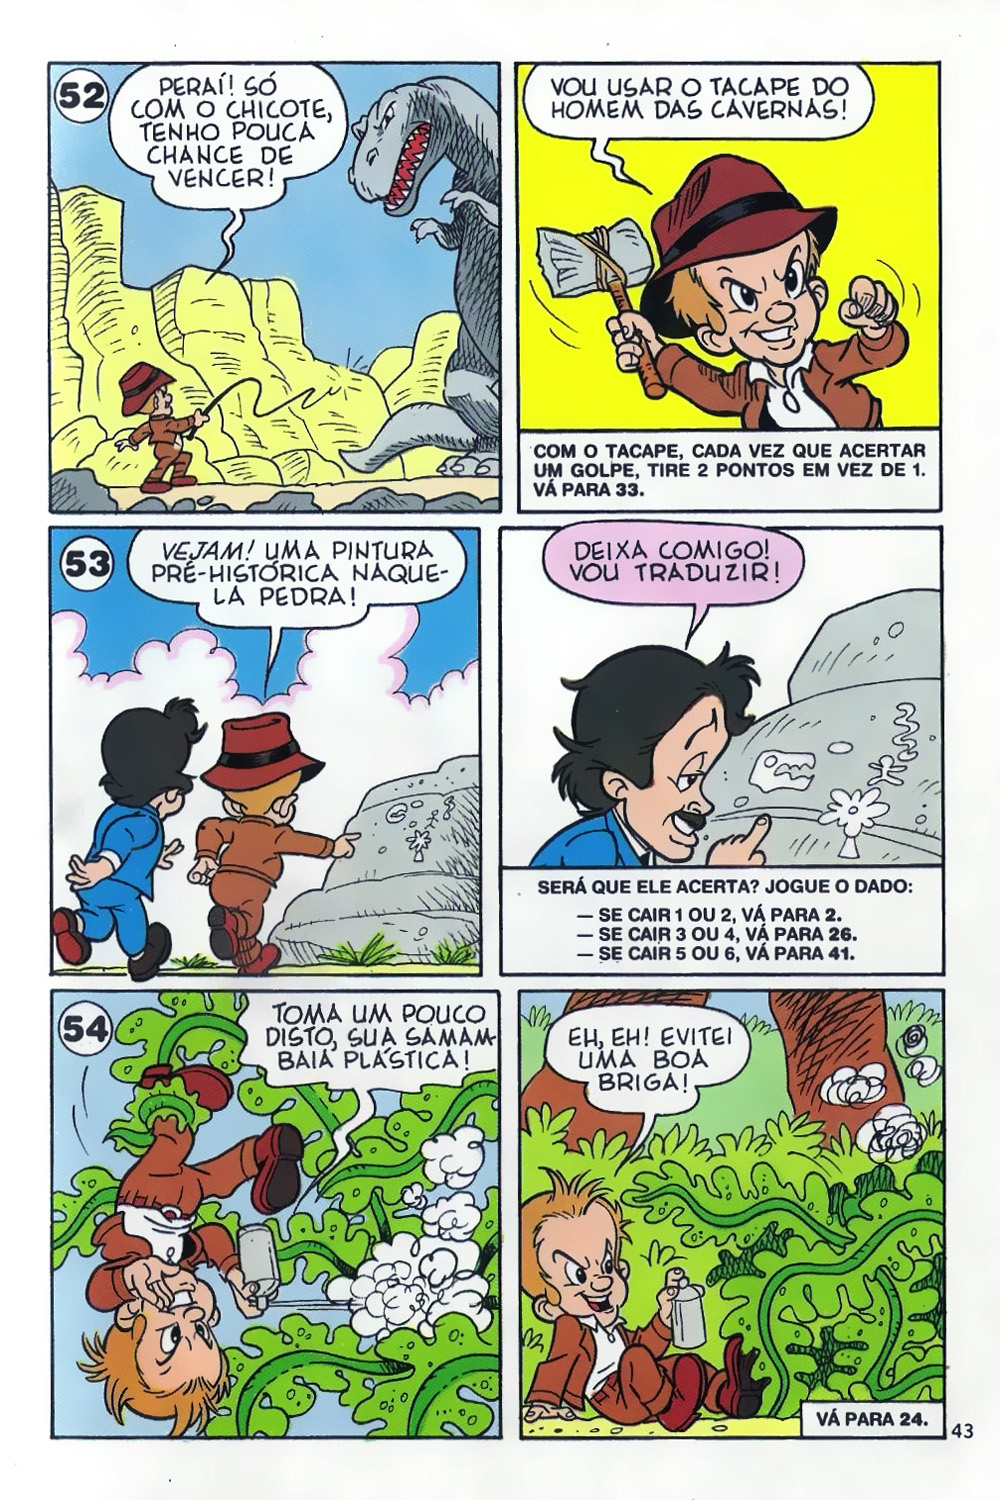 52
PERAÍ! SÓ
COM O CHICOTE,
TENHO POUCA
CHANCE DE
VENCER!
VOU USAR O TACAPE DO
HOMEM DAS CAVERNAS!
COM O TACAPE, CADA VEZ QUE ACERTAR
UM GOLPE, TIRE 2 PONTOS EM VEZ DE 1.
VÁ PARA 33.
53
VEJAM! UMA PINTURA
PRÉ-HISTÓRICA NAQUE-
LA PEDRA!
DEIXA COMIGO!
VOU TRADUZIR!
SERÁ QUE ELE ACERTA? JOGUE O DADO:
— SE CAIR 1 OU 2, VÁ PARA 2.
— SE CAIR 3 OU 4, VÁ PARA 26.
— SE CAIR 5 OU 6, VÁ PARA 41.
54
TOMA UM POUCO
DISTO, SUA SAMAM-
BAIA PLÁSTICA!
EH, EH! EVITEI
UMA BOA
BRIGA!
VÁ PARA 24.
43